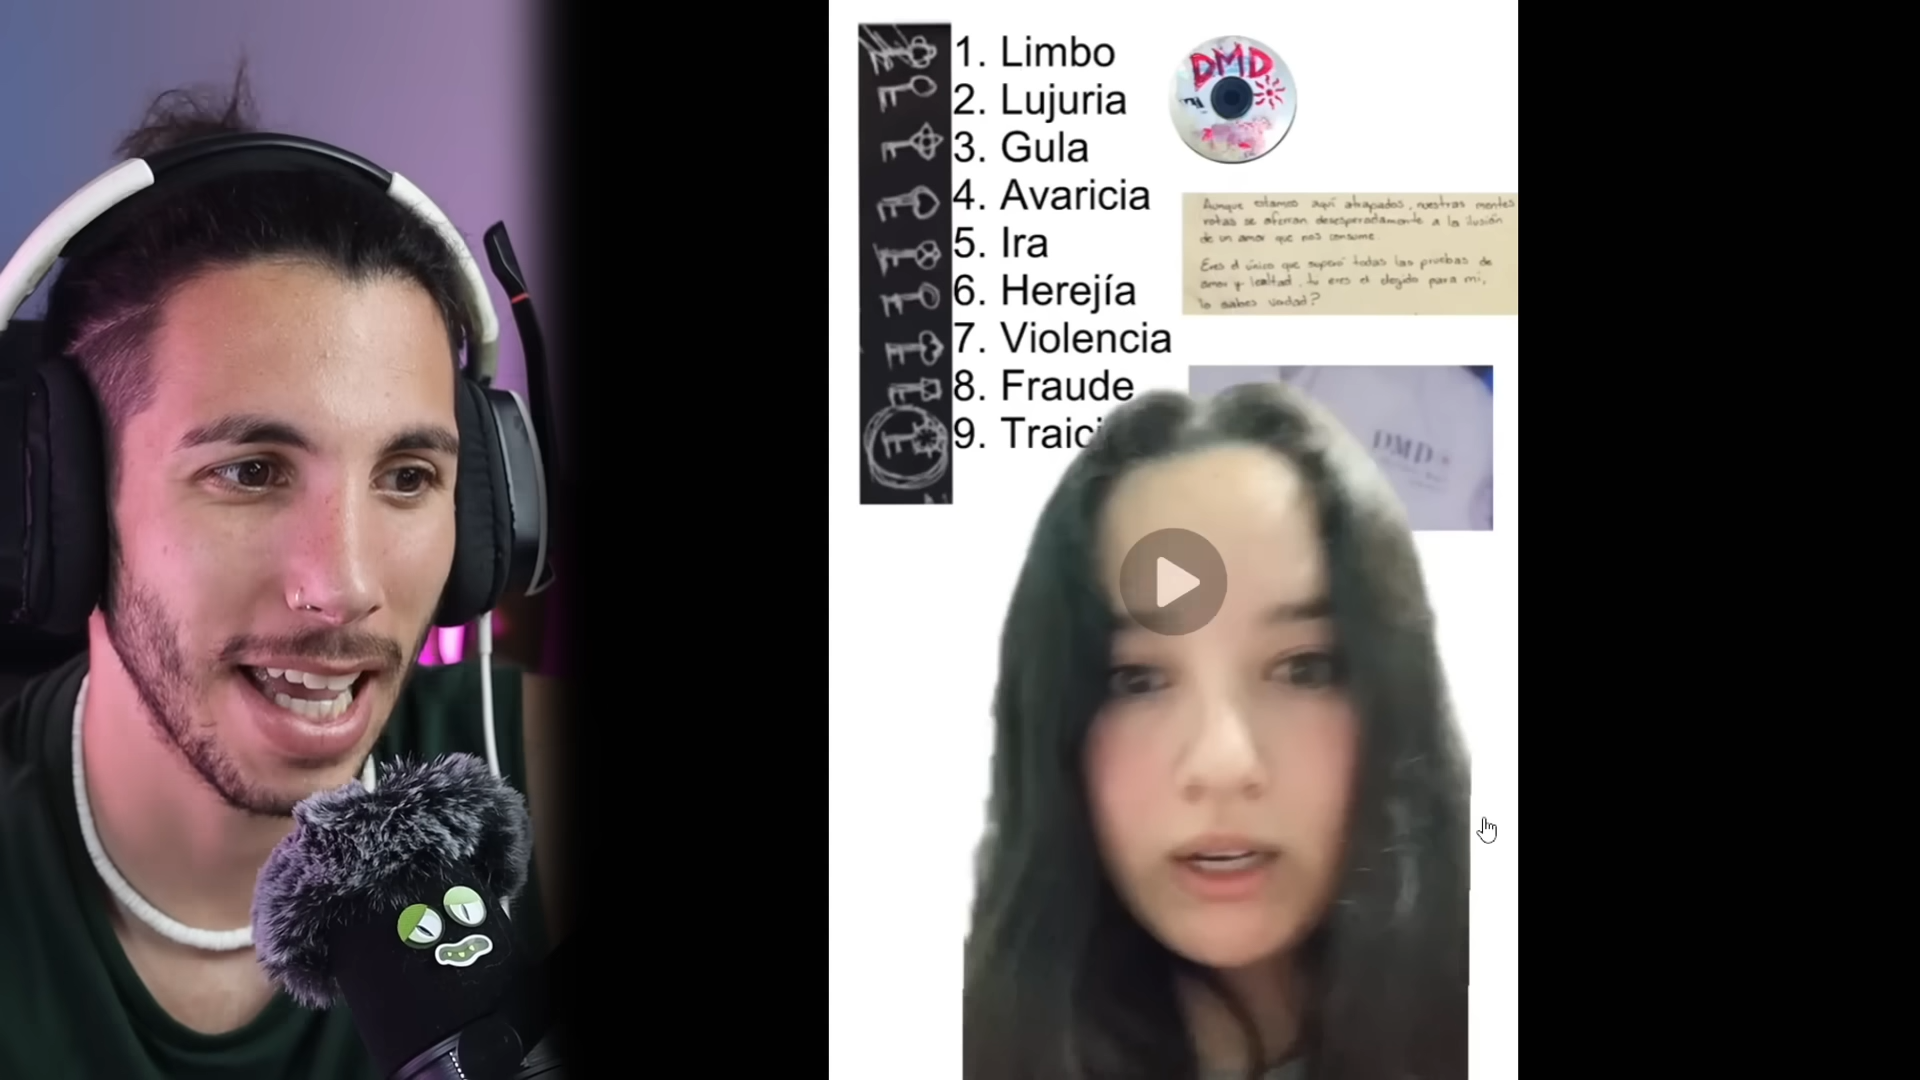 1. Limbo
2. Lujuria
3. Gula
4. Avaricia
5. Ira
6. Herejía
7. Violencia
8. Fraude
9. Traici
DMD
Aunque estamos aquí atrapados, nuestras mentes
rotas se aferran desesperadamente a la ilusión
de un amor que nos consume.
Eres el único que superó todas las pruebas de
amor y lealtad, tú eres el elegido para mi,
lo sabes verdad?
DMD